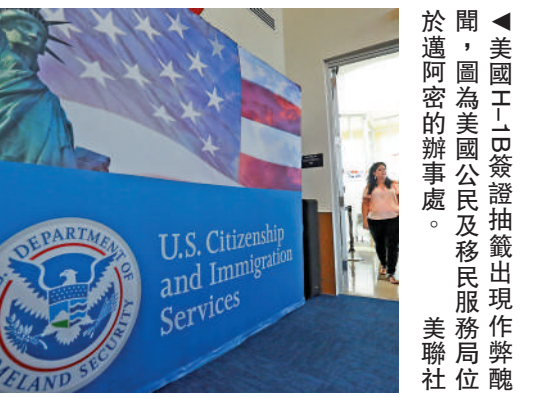 U.S. Citizenship
and Immigration
Services
DEPARTMENT OF
HOMELAND SECURITY
◀美國H-1B簽證抽籤出現作弊醜
聞，圖為美國公民及移民服務局位
於邁阿密的辦事處。 美聯社